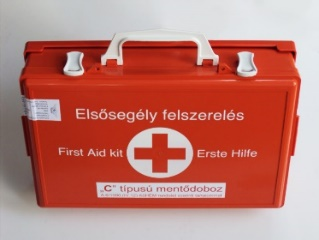 Elsősegély felszerelés
First Aid kit Erste Hilfe
„C” típusú mentődoboz